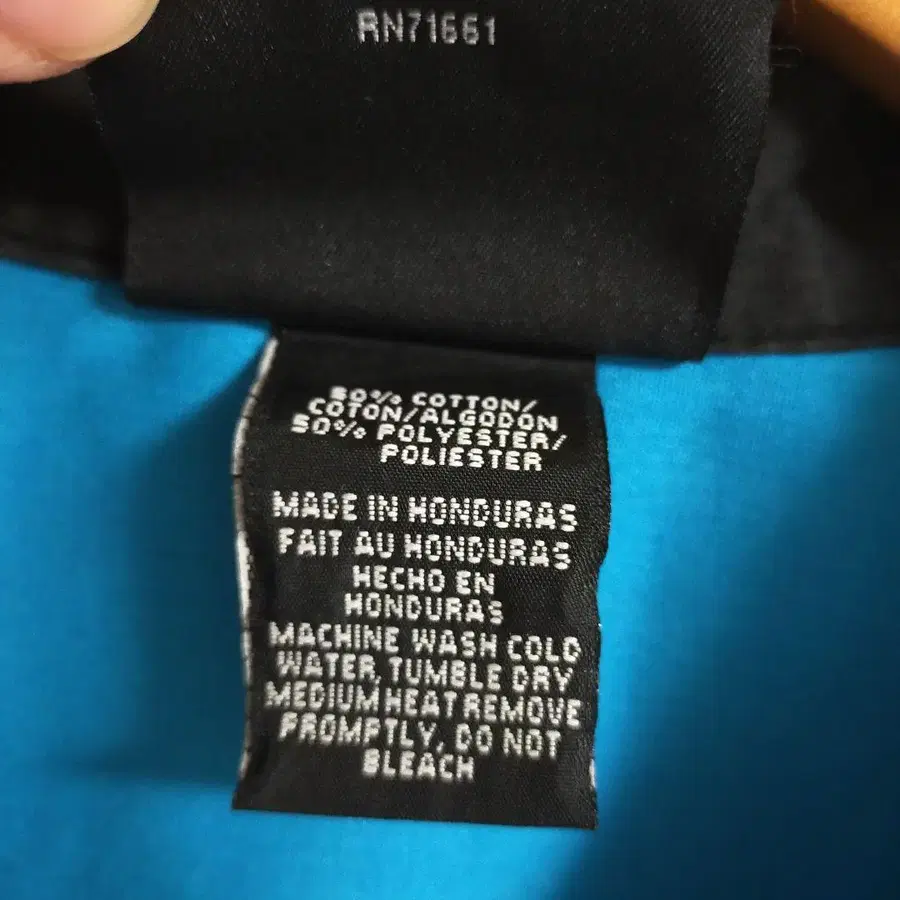 RN71661
50% COTTON/
COTON/ALGODON
50% POLYESTER/
POLIESTER
MADE IN HONDURAS
FAIT AU HONDURAS
HECHO EN
HONDURAS
MACHINE WASH COLD
WATER, TUMBLE DRY
MEDIUM HEAT REMOVE
PROMPTLY, DO NOT
BLEACH